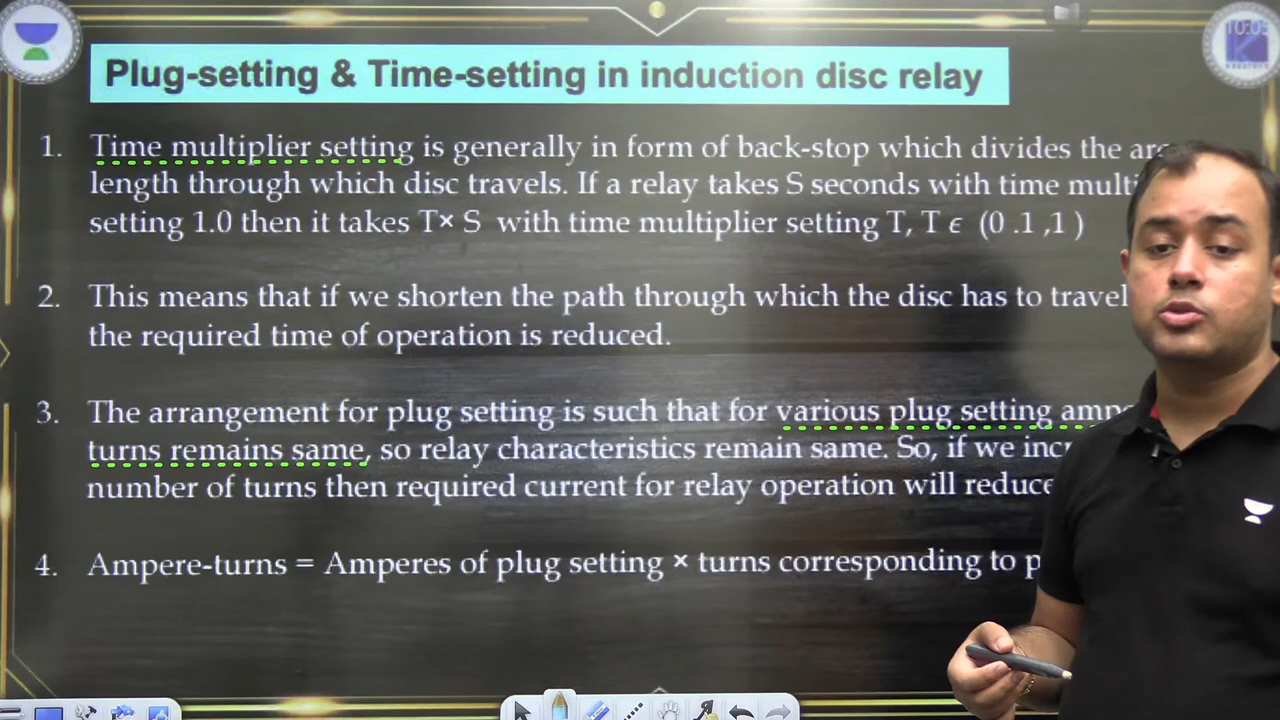 Plug-setting & Time-setting in induction disc relay
1. Time multiplier setting is generally in form of back-stop which divides the
length through which disc travels. If a relay takes S seconds with time
setting 1.0 then it takes T× S with time multiplier setting T, T ϵ (0 .1 ,1 )
2. This means that if we shorten the path through which the disc has to travel
the required time of operation is reduced.
3. The arrangement for plug setting is such that for various plug setting
turns remains same, so relay characteristics remain same. So, if we
number of turns then required current for relay operation will reduce
4. Ampere-turns = Amperes of plug setting × turns corresponding to